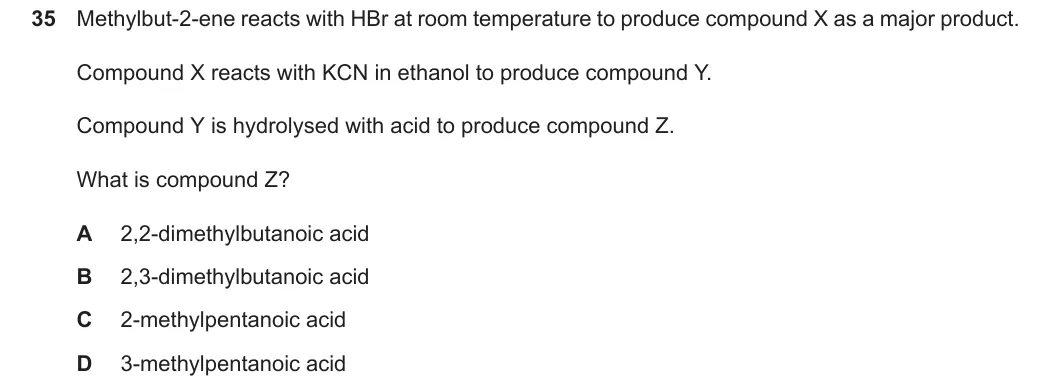 35 Methylbut-2-ene reacts with HBr at room temperature to produce compound X as a major product.
Compound X reacts with KCN in ethanol to produce compound Y.
Compound Y is hydrolysed with acid to produce compound Z.
What is compound Z?
A 2,2-dimethylbutanoic acid
B 2,3-dimethylbutanoic acid
C 2-methylpentanoic acid
D 3-methylpentanoic acid